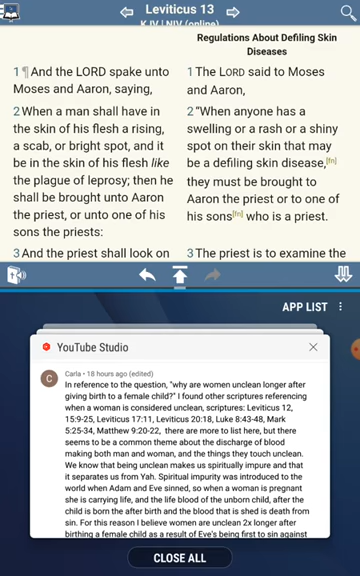 Leviticus 13
KJV | NIV (online)
Regulations About Defiling Skin
Diseases
1 ¶ And the LORD spake unto
Moses and Aaron, saying,
2 When a man shall have in
the skin of his flesh a rising,
a scab, or bright spot, and it
be in the skin of his flesh like
the plague of leprosy; then he
shall be brought unto Aaron
the priest, or unto one of his
sons the priests:
3 And the priest shall look on
1 The LORD said to Moses
and Aaron,
2 “When anyone has a
swelling or a rash or a shiny
spot on their skin that may
be a defiling skin disease,[fn]
they must be brought to
Aaron the priest or to one of
his sons[fn] who is a priest.
3 The priest is to examine the
APP LIST
YouTube Studio
C
Carla • 18 hours ago (edited)
In reference to the question, "why are
women unclean longer after
giving birth to a female child?" I found
other scriptures referencing
when a woman is considered unclean, scriptures: Leviticus 12,
15:9-25, Leviticus 17:11, Leviticus 20:18, Luke 8:43-48, Mark
5:25-34, Matthew 9:20-22, there are more to list here, but there
seems to be a common theme about the discharge of blood
making both man and woman, and the things they touch unclean.
We know that being unclean makes us spiritually impure and that
it separates us from Yah. Spiritual impurity was introduced to the
world when Adam and Eve sinned, so when a woman is pregnant
she is carrying life, and the life blood of the unborn child, after the
child is born the after birth and the blood that is shed is death from
sin. For this reason I believe women are unclean 2x longer after
birthing a female child as a result of Eve's being first to sin against
CLOSE ALL